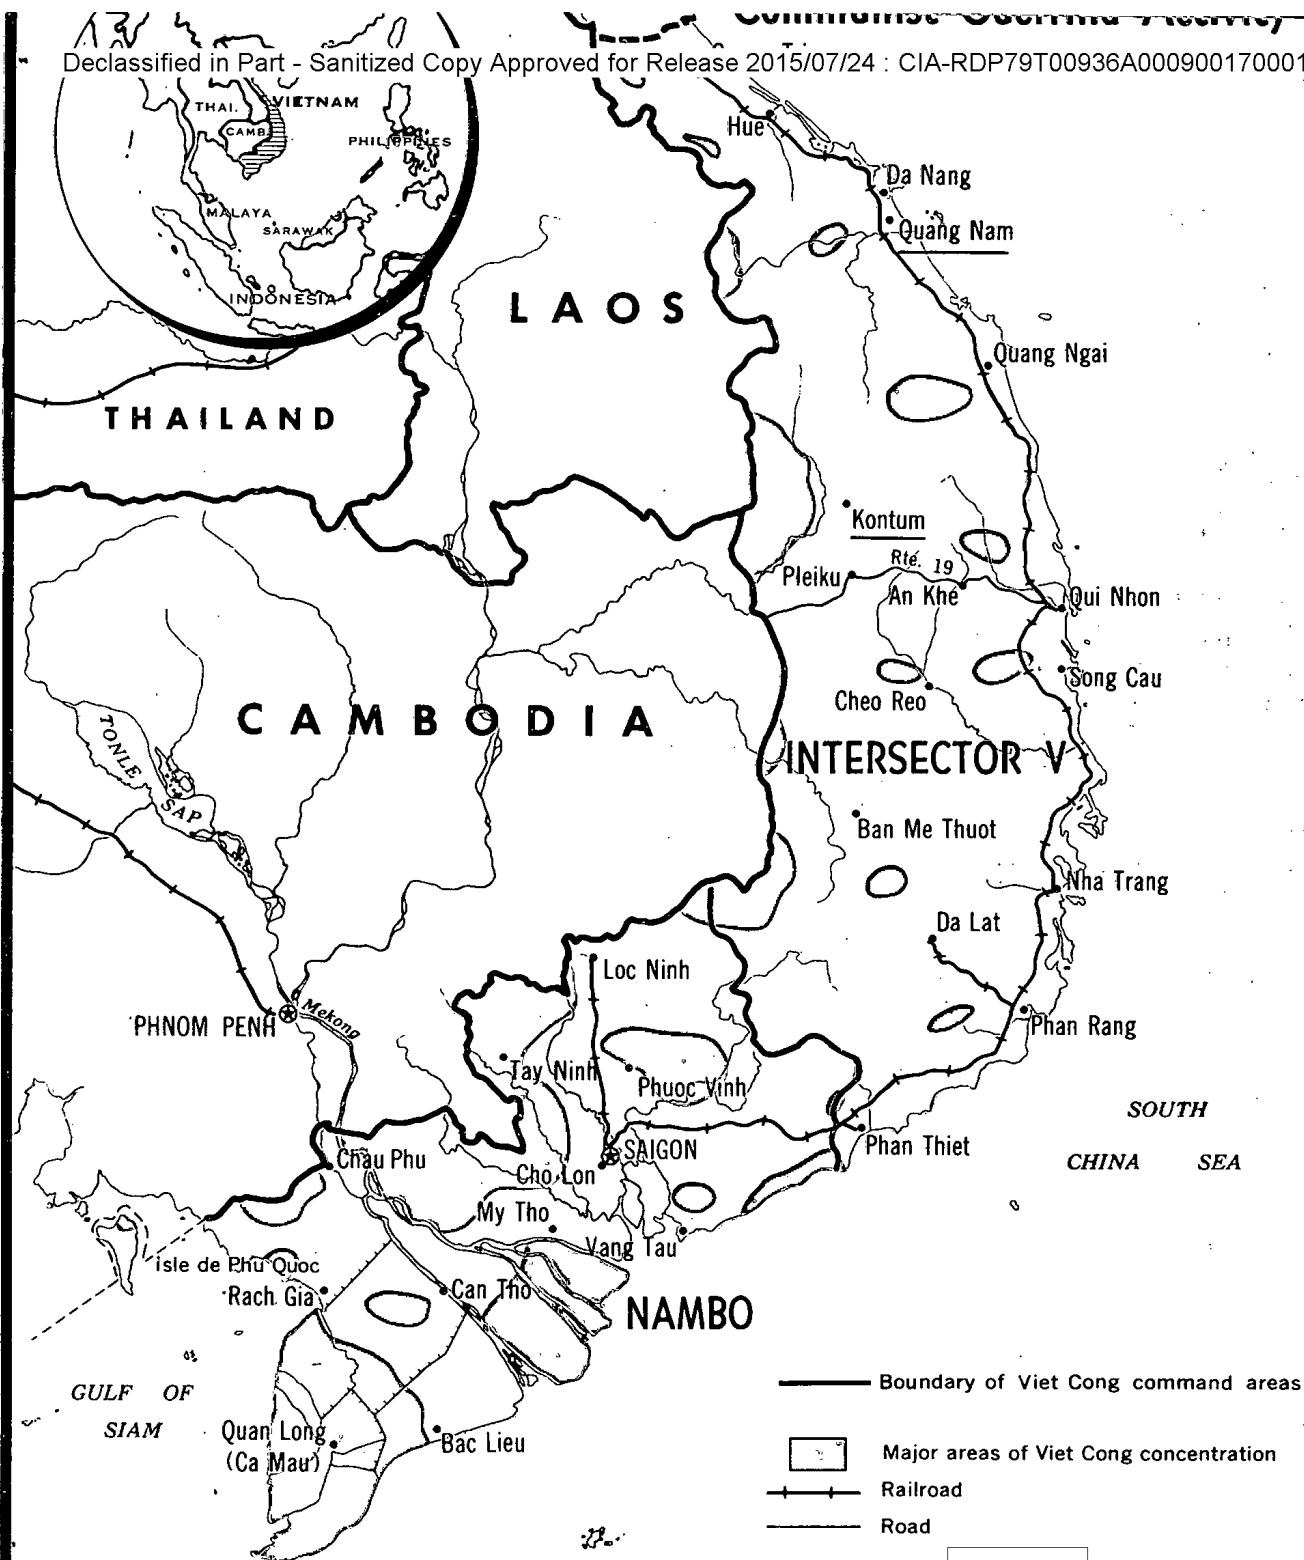 Communist Guerrilla Activity
Declassified in Part - Sanitized Copy Approved for Release 2015/07/24 : CIA-RDP79T00936A000900170001
THAI.
VIETNAM
CAMB.
PHILIPPINES
MALAYA
SARAWAK
INDONESIA
Hue
Da Nang
Quang Nam
LAOS
Quang Ngai
THAILAND
Kontum
Pleiku
Rte. 19
An Khe
Qui Nhon
Song Cau
Cheo Reo
CAMBODIA
TONLE
SAP
INTERSECTOR V
Ban Me Thuot
Nha Trang
Da Lat
Loc Ninh
PHNOM PENH
Mekong
Phan Rang
Tay Ninh
Phuoc Vinh
SOUTH
CHINA SEA
SAIGON
Phan Thiet
Chau Phu
Cho Lon
My Tho
Vang Tau
Isle de Phu Quoc
Rach Gia
Can Tho
NAMBO
GULF OF
SIAM
Quan Long
(Ca Mau)
Bac Lieu
Boundary of Viet Cong command areas
Major areas of Viet Cong concentration
Railroad
Road